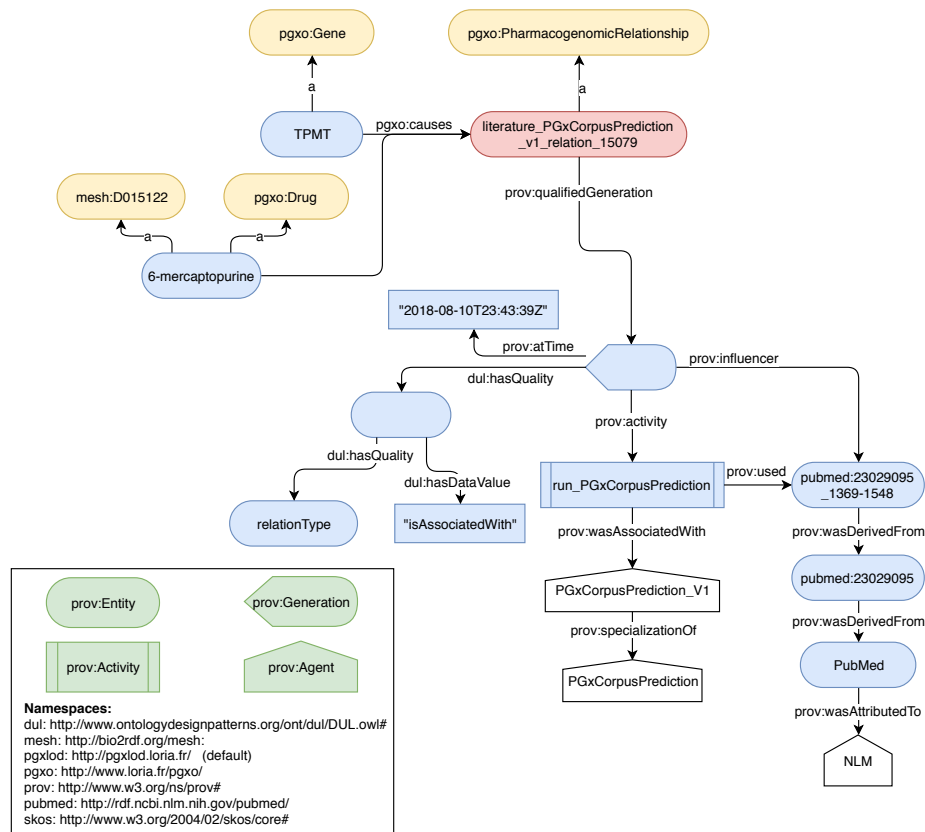 pgxo:Gene
pgxo:PharmacogenomicRelationship
a
a
TPMT
pgxo:causes
literature_PGxCorpusPrediction
_v1_relation_15079
mesh:D015122
pgxo:Drug
prov:qualifiedGeneration
a
a
6-mercaptopurine
"2018-08-10T23:43:39Z"
prov:atTime
prov:influencer
dul:hasQuality
prov:activity
dul:hasQuality
dul:hasDataValue
run_PGxCorpusPrediction
prov:used
pubmed:23029095
_1369-1548
relationType
"isAssociatedWith"
prov:wasAssociatedWith
prov:wasDerivedFrom
PGxCorpusPrediction_V1
pubmed:23029095
prov:specializationOf
prov:wasDerivedFrom
PGxCorpusPrediction
PubMed
prov:wasAttributedTo
NLM
prov:Entity
prov:Generation
prov:Activity
prov:Agent
Namespaces:
dul: http://www.ontologydesignpatterns.org/ont/dul/DUL.owl#
mesh: http://bio2rdf.org/mesh:
pgxlod: http://pgxlod.loria.fr/ (default)
pgxo: http://www.loria.fr/pgxo/
prov: http://www.w3.org/ns/prov#
pubmed: http://rdf.ncbi.nlm.nih.gov/pubmed/
skos: http://www.w3.org/2004/02/skos/core#